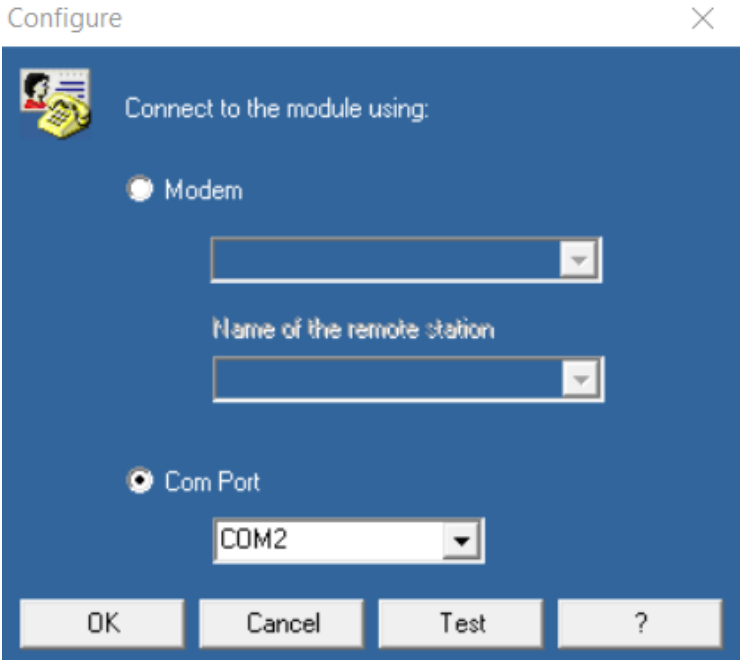 Configure
Connect to the module using:
Modem
Name of the remote station
Com Port
COM2
OK Cancel Test ?